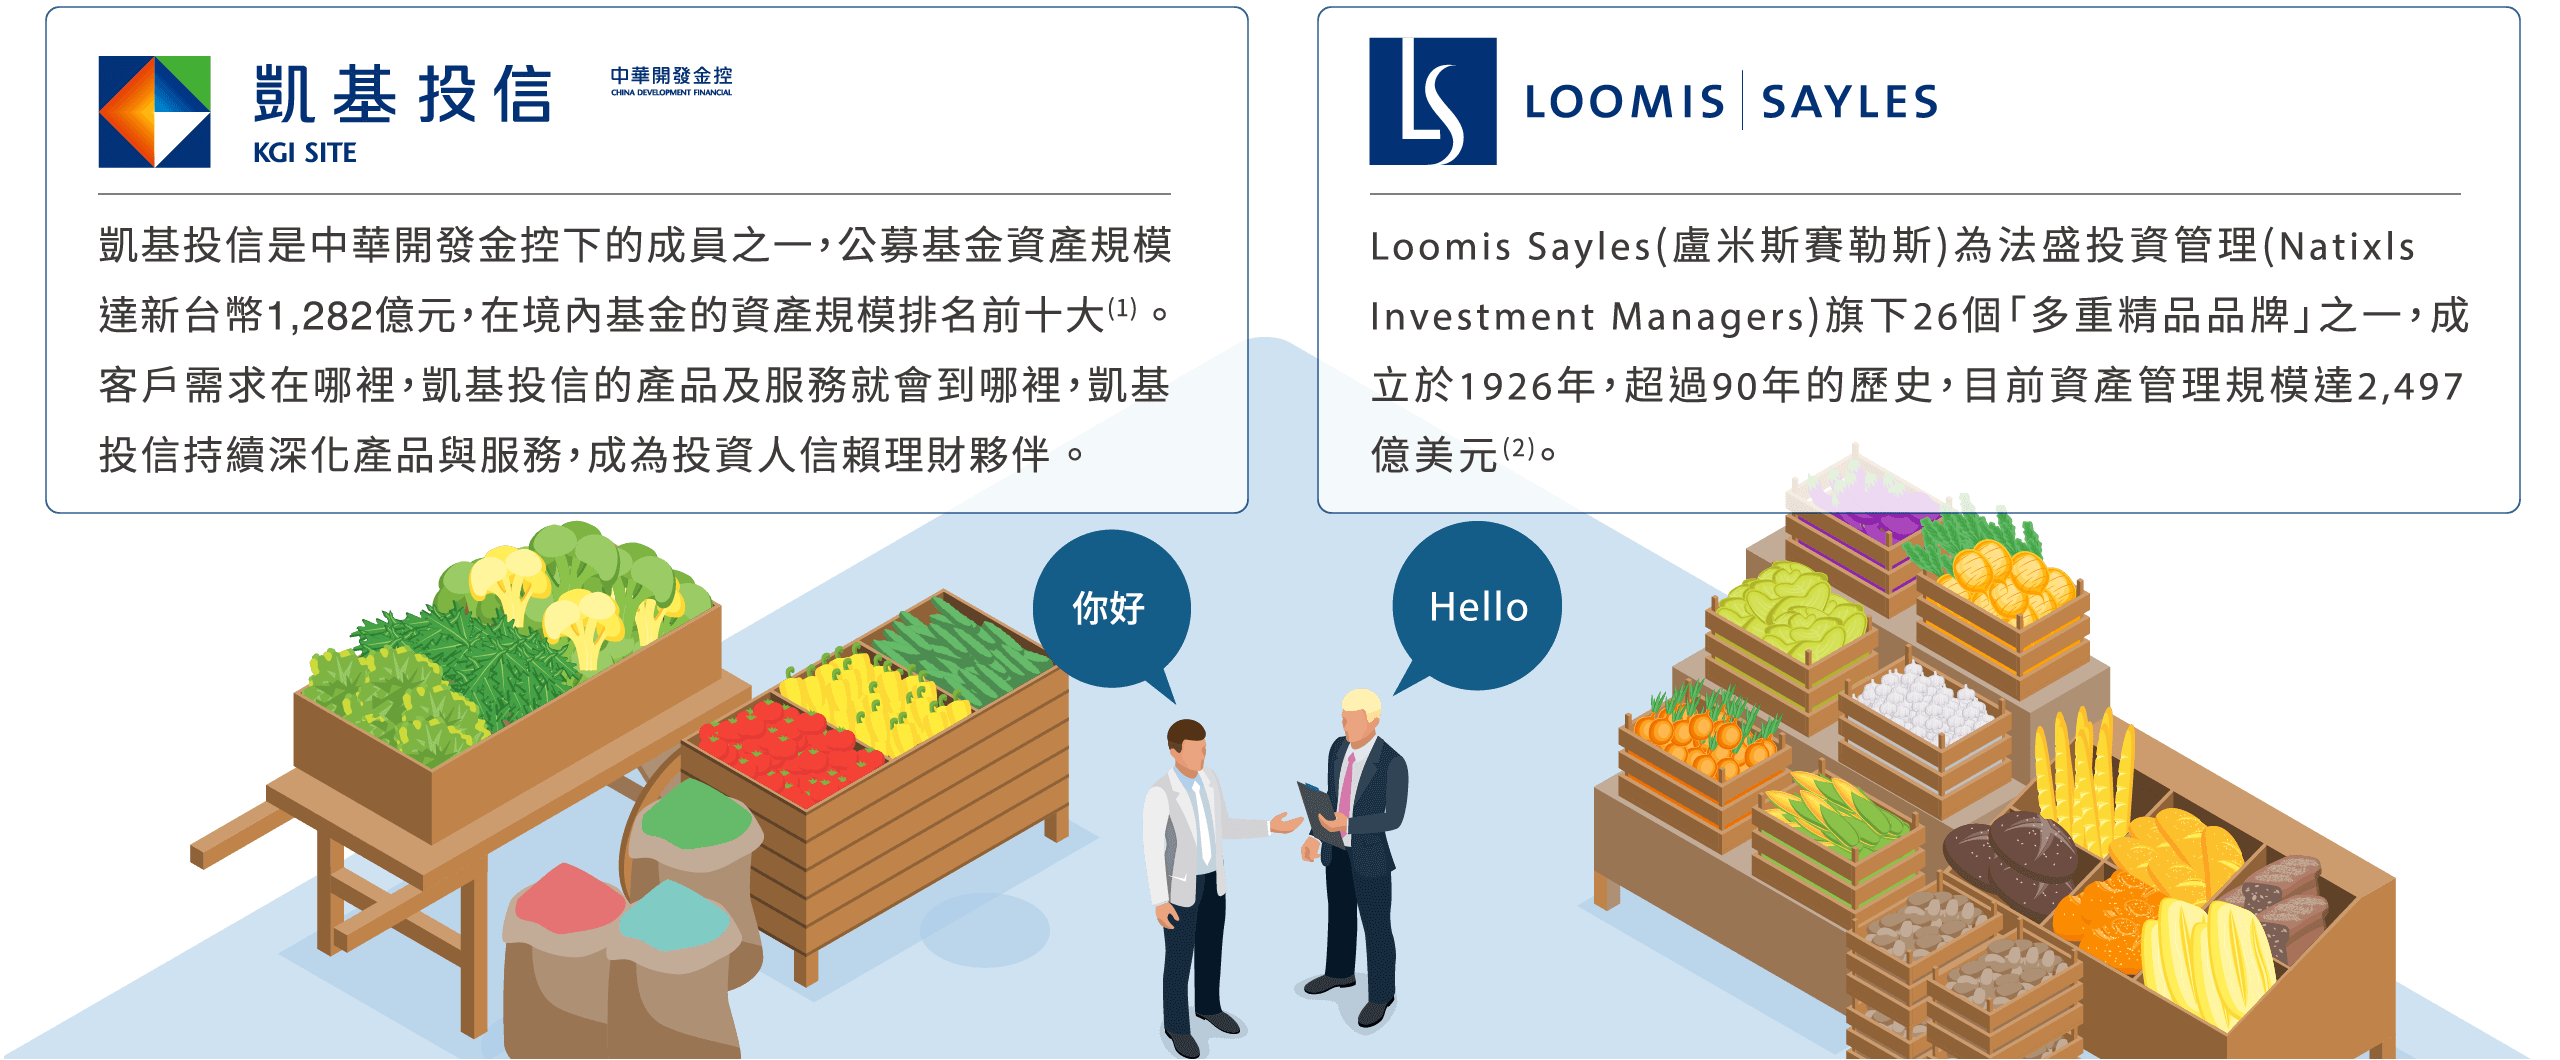 凱基投信
KGI SITE
中華開發金控
CHINA DEVELOPMENT FINANCIAL
凱基投信是中華開發金控下的成員之一，公募基金資產規模
達新台幣1,282億元，在境內基金的資產規模排名前十大(1)。
客戶需求在哪裡，凱基投信的產品及服務就會到哪裡，凱基
投信持續深化產品與服務，成為投資人信賴理財夥伴。
LS
LOOMIS | SAYLES
Loomis Sayles(盧米斯賽勒斯)為法盛投資管理(NatixIs
Investment Managers)旗下26個「多重精品品牌」之一，成
立於1926年，超過90年的歷史，目前資產管理規模達2,497
億美元(2)。
你好
Hello